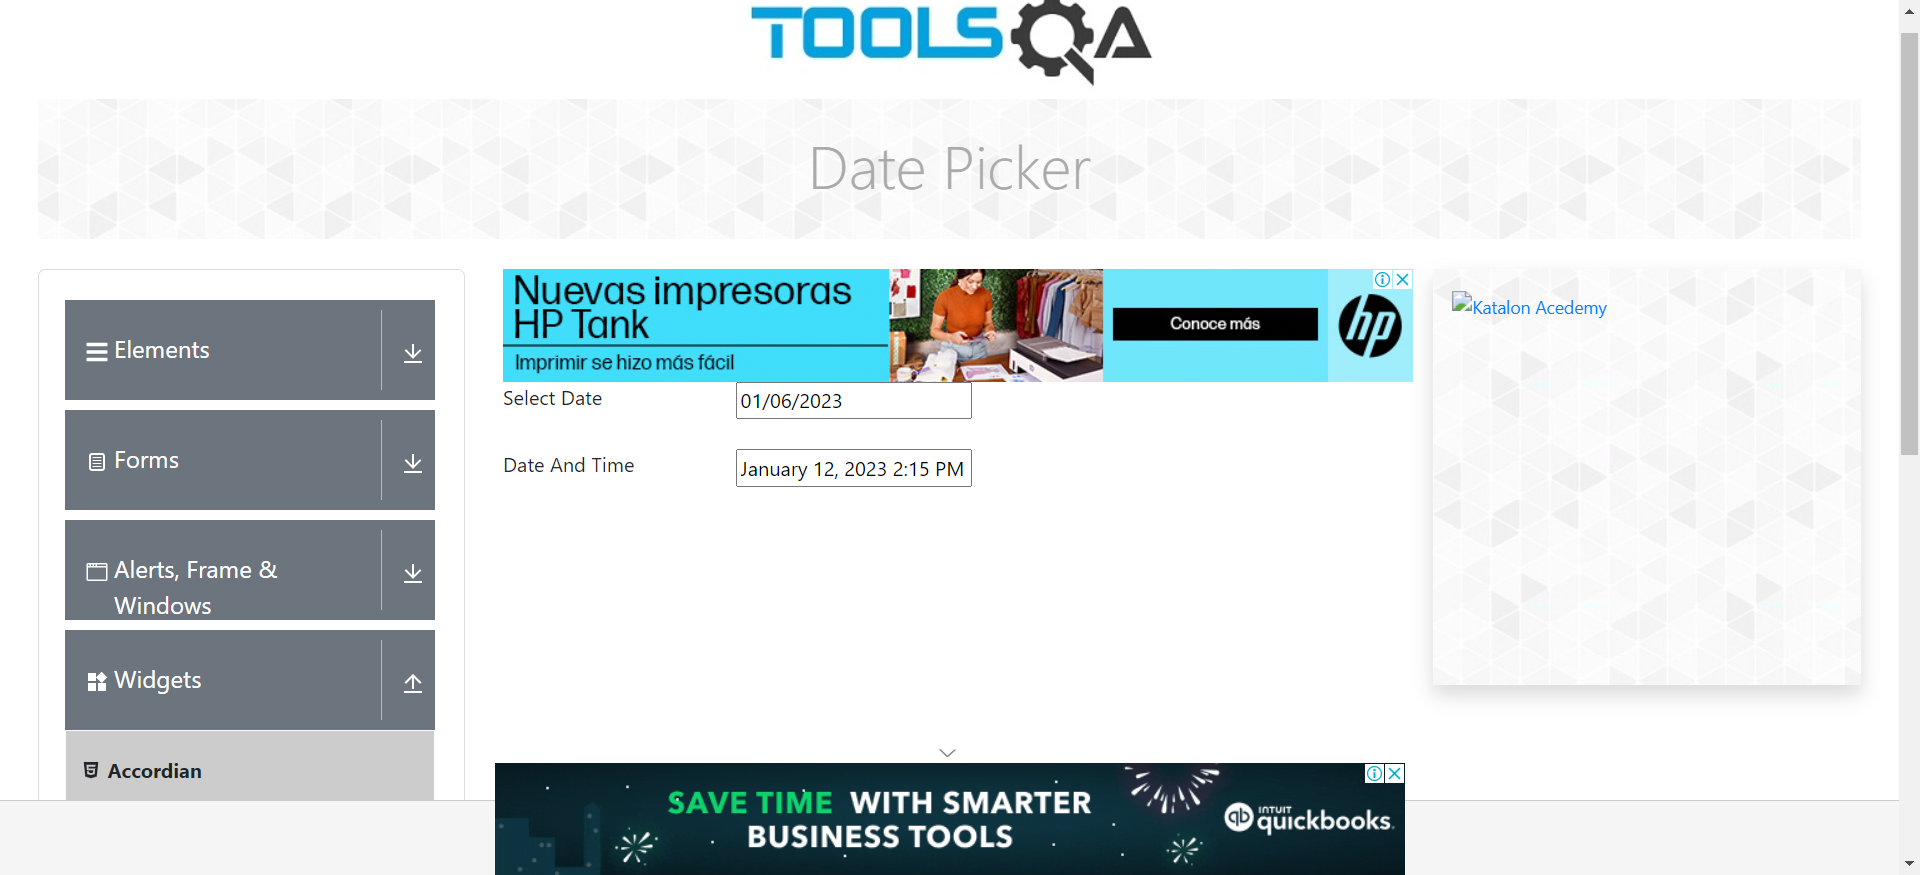 TOOLSQA
Date Picker
Elements
Forms
Alerts, Frame &
Windows
Widgets
Accordian
Nuevas impresoras
HP Tank
Imprimir se hizo más fácil
Conoce más
hp
Select Date
01/06/2023
Date And Time
January 12, 2023 2:15 PM
Katalon Acedemy
SAVE TIME WITH SMARTER
BUSINESS TOOLS
qb INTUIT
quickbooks.